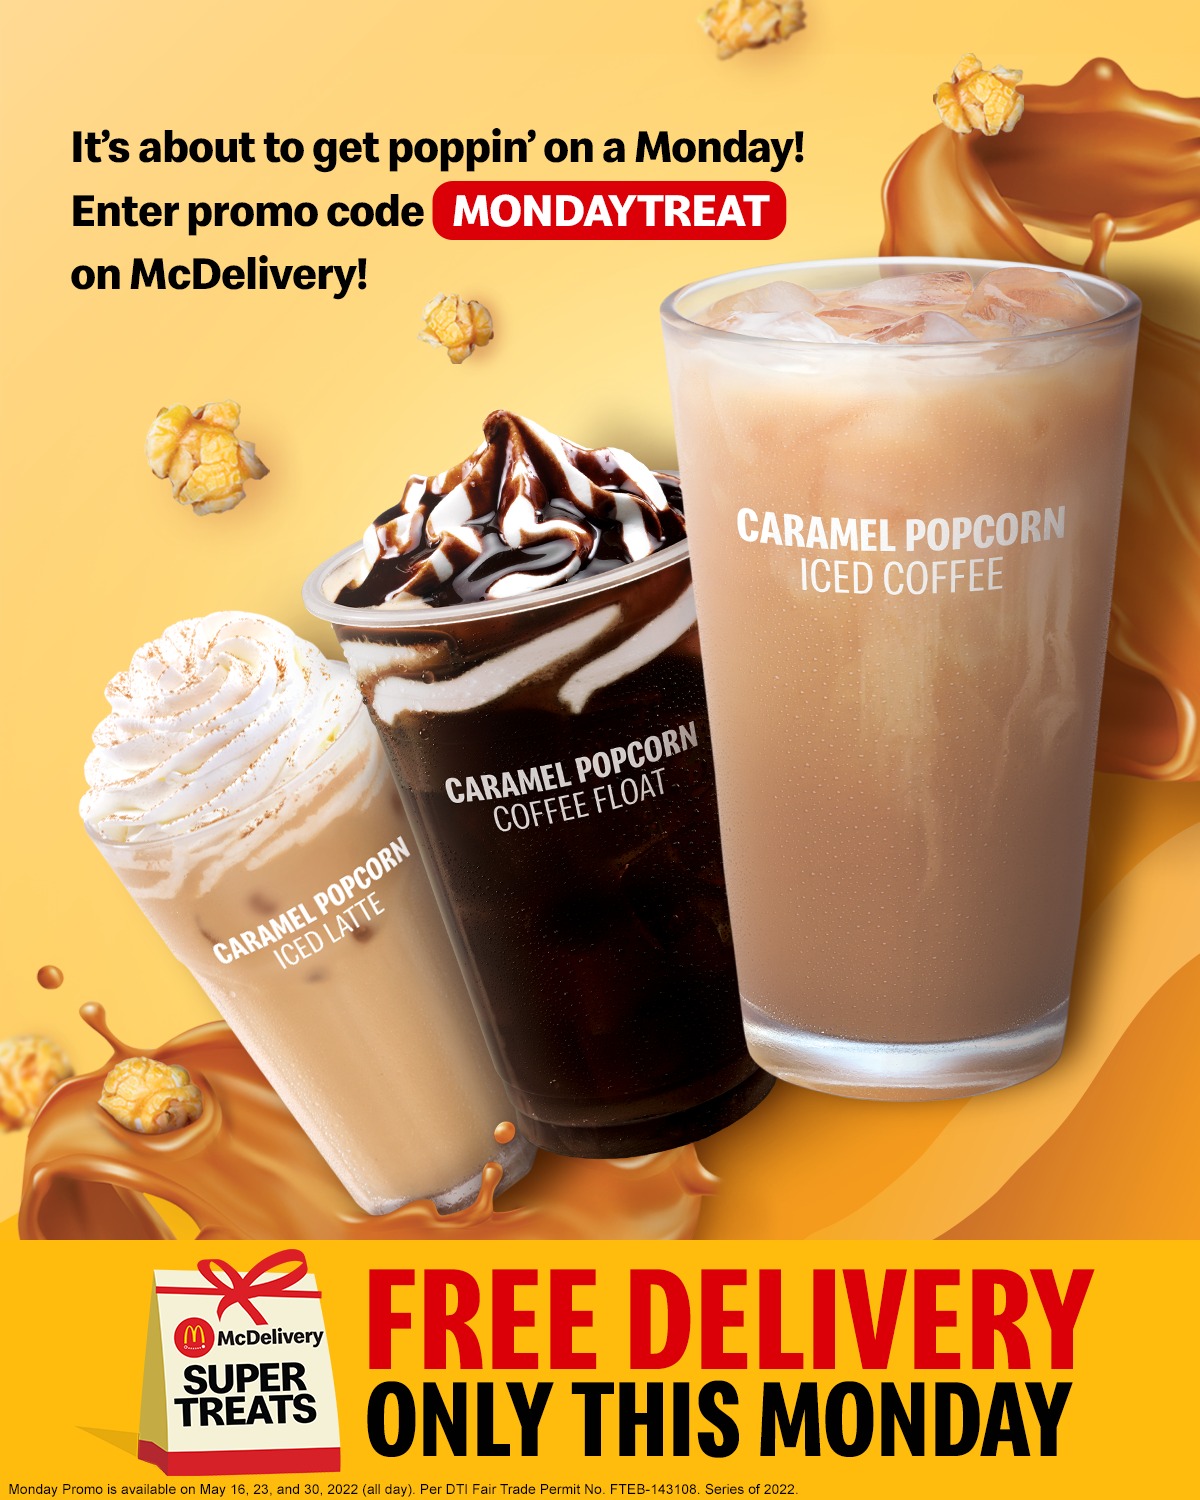 It's about to get poppin' on a Monday!
Enter promo code MONDAYTREAT
on McDelivery!
CARAMEL POPCORN
ICED COFFEE
CARAMEL POPCORN
COFFEE FLOAT
CARAMEL POPCORN
ICED LATTE
McDelivery
SUPER
TREATS
FREE DELIVERY
ONLY THIS MONDAY
Monday Promo is available on May 16, 23, and 30, 2022 (all day). Per DTI Fair Trade Permit No. FTEB-143108. Series of 2022.